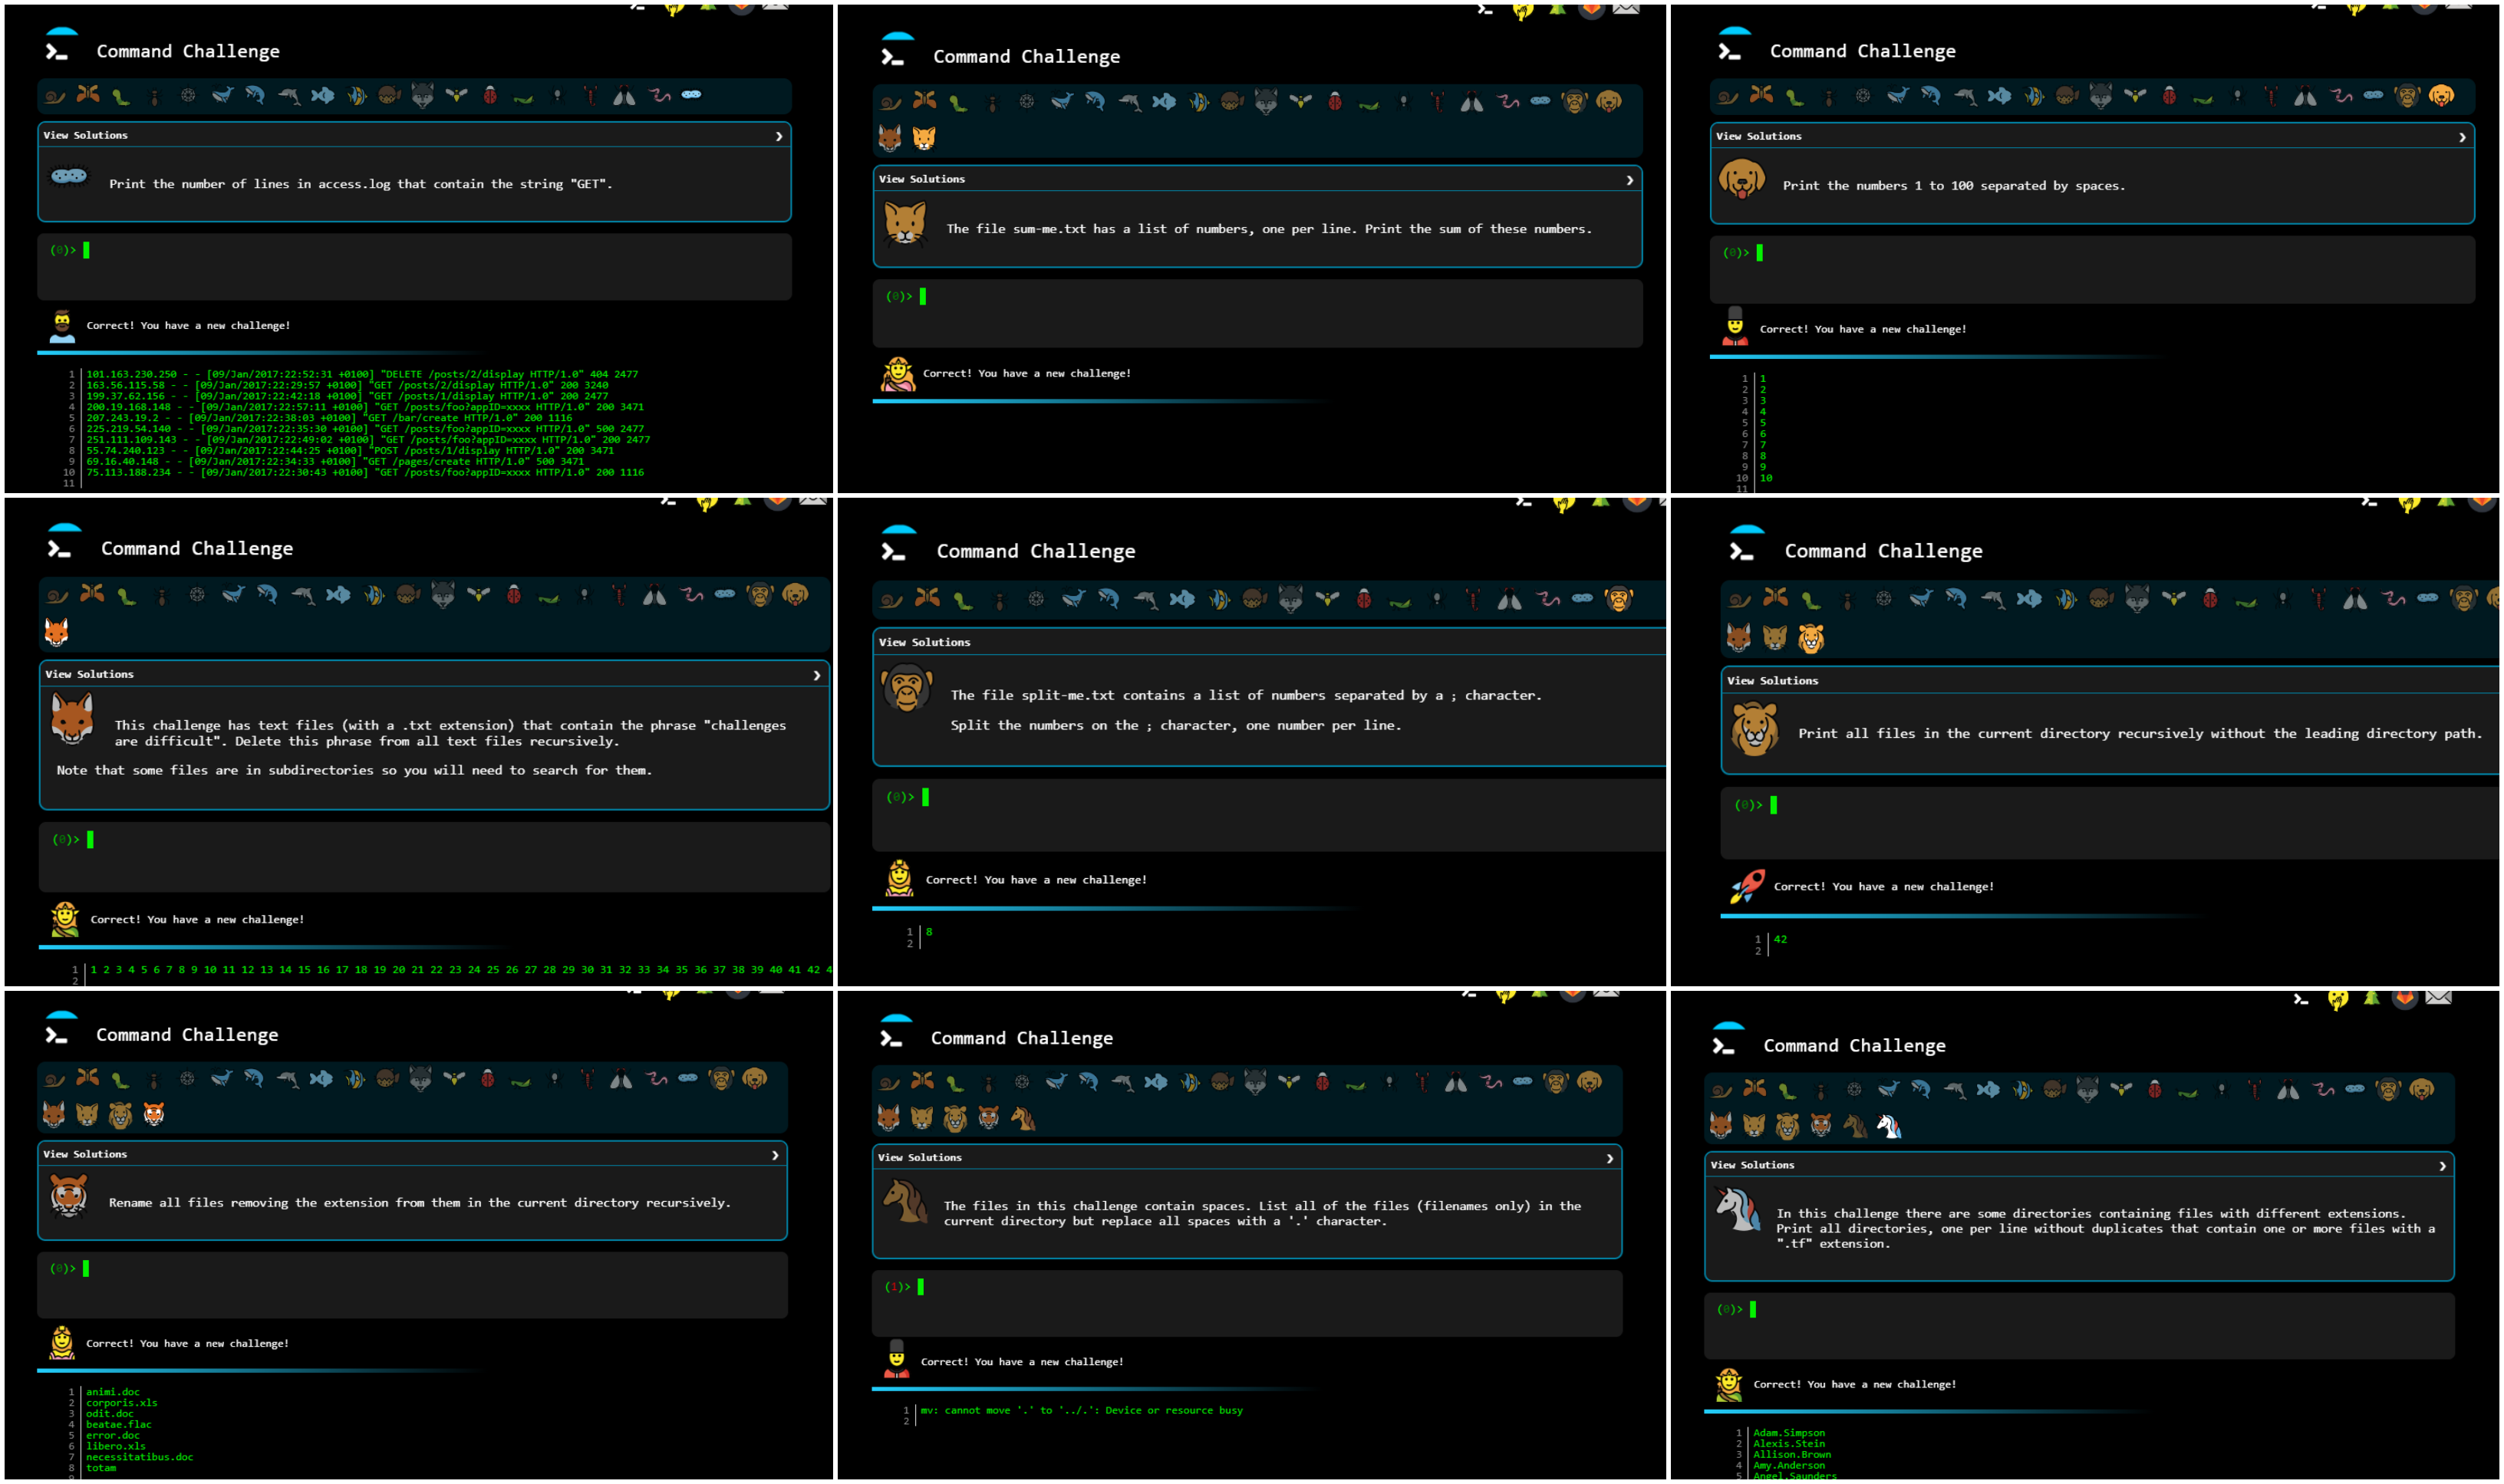 Command Challenge
View Solutions
Print the number of lines in access.log that contain the string "GET".
(0)>
Correct! You have a new challenge!
1 101.163.230.250 - - [09/Jan/2017:22:52:31 +0100] "DELETE /posts/2/display HTTP/1.0" 404 2477
2 163.56.115.58 - - [09/Jan/2017:22:29:57 +0100] "GET /posts/2/display HTTP/1.0" 200 3240
3 199.37.62.156 - - [09/Jan/2017:22:42:18 +0100] "GET /posts/1/display HTTP/1.0" 200 2477
4 200.19.168.148 - - [09/Jan/2017:22:57:11 +0100] "GET /posts/foo?appID=xxxx HTTP/1.0" 200 3471
5 207.243.19.2 - - [09/Jan/2017:22:38:03 +0100] "GET /bar/create HTTP/1.0" 200 1116
6 225.219.54.140 - - [09/Jan/2017:22:35:30 +0100] "GET /posts/foo?appID=xxxx HTTP/1.0" 500 2477
7 251.111.109.143 - - [09/Jan/2017:22:49:02 +0100] "GET /posts/foo?appID=xxxx HTTP/1.0" 200 2477
8 55.74.240.123 - - [09/Jan/2017:22:44:25 +0100] "POST /posts/1/display HTTP/1.0" 200 3471
9 69.16.40.148 - - [09/Jan/2017:22:34:33 +0100] "GET /pages/create HTTP/1.0" 500 3471
10 75.113.188.234 - - [09/Jan/2017:22:30:43 +0100] "GET /posts/foo?appID=xxxx HTTP/1.0" 200 1116
11
Command Challenge
View Solutions
The file sum-me.txt has a list of numbers, one per line. Print the sum of these numbers.
(0)>
Correct! You have a new challenge!
Command Challenge
View Solutions
Print the numbers 1 to 100 separated by spaces.
(0)>
Correct! You have a new challenge!
1 1
2 2
3 3
4 4
5 5
6 6
7 7
8 8
9 9
10 10
11
Command Challenge
View Solutions
This challenge has text files (with a .txt extension) that contain the phrase "challenges
are difficult". Delete this phrase from all text files recursively.
Note that some files are in subdirectories so you will need to search for them.
(0)>
Correct! You have a new challenge!
1 1 2 3 4 5 6 7 8 9 10 11 12 13 14 15 16 17 18 19 20 21 22 23 24 25 26 27 28 29 30 31 32 33 34 35 36 37 38 39 40 41 42 4
2
Command Challenge
View Solutions
The file split-me.txt contains a list of numbers separated by a ; character.
Split the numbers on the ; character, one number per line.
(0)>
Correct! You have a new challenge!
1 8
2
Command Challenge
View Solutions
Print all files in the current directory recursively without the leading directory path.
(0)>
Correct! You have a new challenge!
1 42
2
Command Challenge
View Solutions
Rename all files removing the extension from them in the current directory recursively.
(0)>
Correct! You have a new challenge!
1 animi.doc
2 corporis.xls
3 odit.doc
4 beatae.flac
5 error.doc
6 libero.xls
7 necessitatibus.doc
8 totam
9
Command Challenge
View Solutions
The files in this challenge contain spaces. List all of the files (filenames only) in the
current directory but replace all spaces with a '.' character.
(1)>
Correct! You have a new challenge!
1 mv: cannot move '.' to '../.': Device or resource busy
2
Command Challenge
View Solutions
In this challenge there are some directories containing files with different extensions.
Print all directories, one per line without duplicates that contain one or more files with a
".tf" extension.
(0)>
Correct! You have a new challenge!
1 Adam.Simpson
2 Alexis.Stein
3 Allison.Brown
4 Amy.Anderson
5 Angel.Saunders